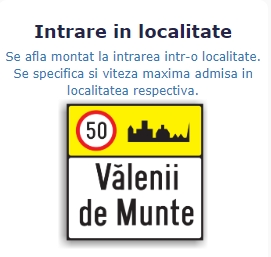 Intrare in localitate
Se afla montat la intrarea intr-o localitate.
Se specifica si viteza maxima admisa in
localitatea respectiva.
50
Vălenii
de Munte